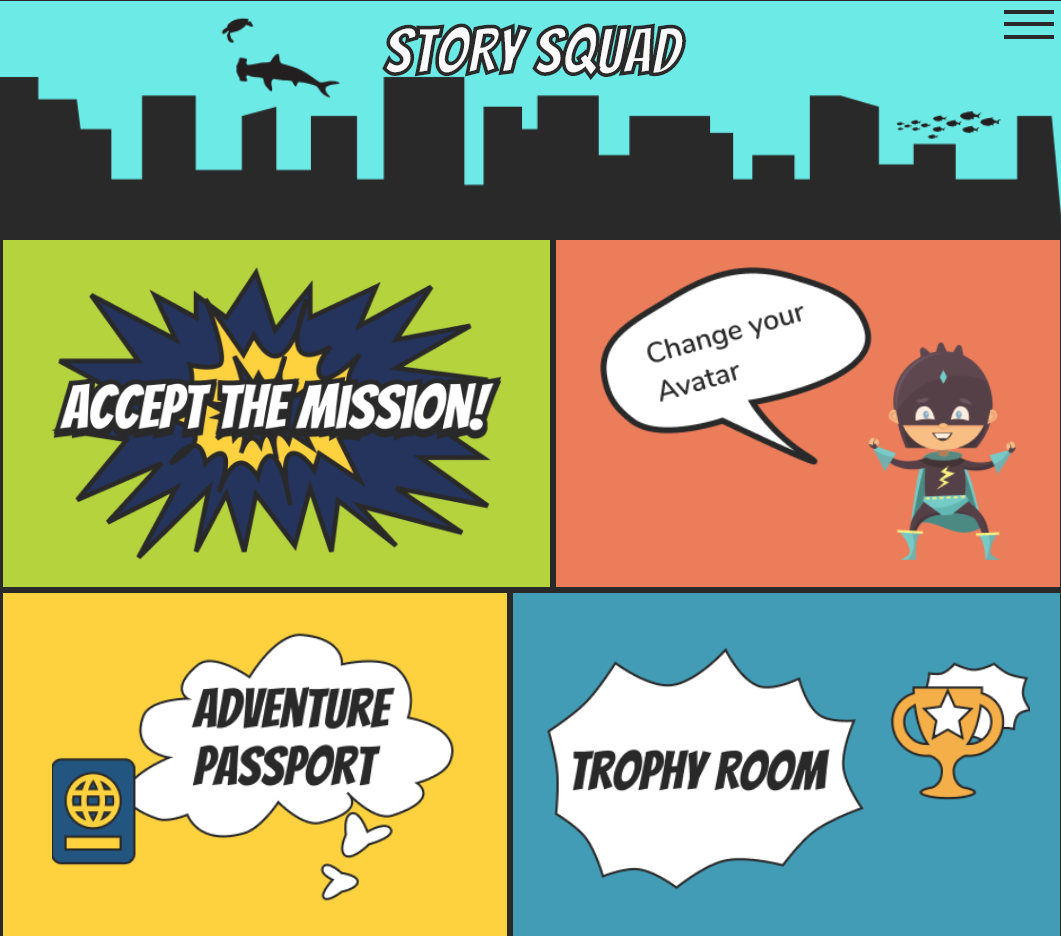 STORY SQUAD
ACCEPT THE MISSION!
Change your
Avatar
ADVENTURE
PASSPORT
TROPHY ROOM